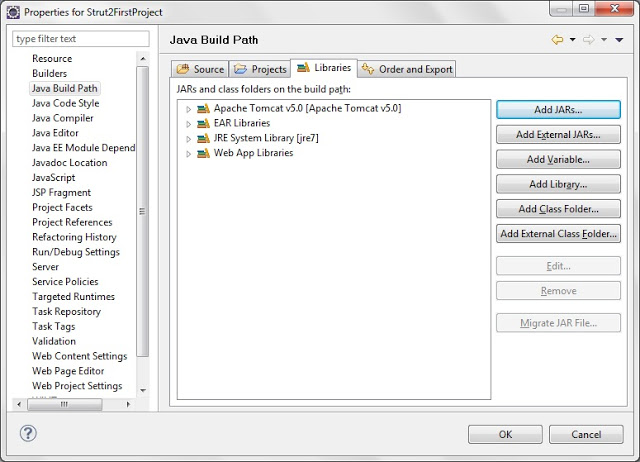 Properties for Strut2FirstProject
type filter text
Resource
Builders
Java Build Path
Java Code Style
Java Compiler
Java Editor
Java EE Module Depend
Javadoc Location
JavaScript
JSP Fragment
Project Facets
Project References
Refactoring History
Run/Debug Settings
Server
Service Policies
Targeted Runtimes
Task Repository
Task Tags
Validation
Web Content Settings
Web Page Editor
Web Project Settings
Java Build Path
Source
Projects
Libraries
Order and Export
JARs and class folders on the build path:
Apache Tomcat v5.0 [Apache Tomcat v5.0]
EAR Libraries
JRE System Library [jre7]
Web App Libraries
Add JARs...
Add External JARs...
Add Variable...
Add Library...
Add Class Folder...
Add External Class Folder...
Edit...
Remove
Migrate JAR File...
OK
Cancel